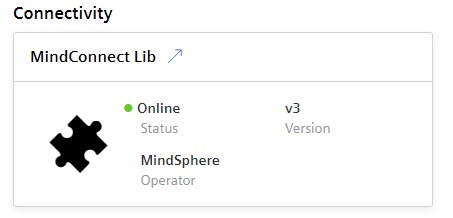 Connectivity
MindConnect Lib
Online
v3
Status
Version
MindSphere
Operator